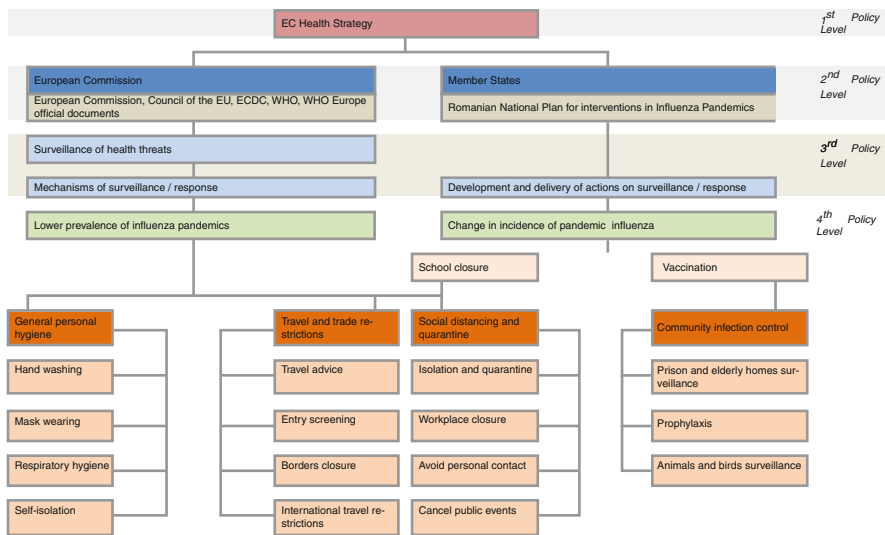 EC Health Strategy
1st Policy
Level
European Commission
Member States
2nd Policy
Level
European Commission, Council of the EU, ECDC, WHO, WHO Europe
official documents
Romanian National Plan for interventions in Influenza Pandemics
Surveillance of health threats
3rd Policy
Level
Mechanisms of surveillance / response
Development and delivery of actions on surveillance / response
Lower prevalence of influenza pandemics
Change in incidence of pandemic influenza
4th Policy
Level
School closure
Vaccination
General personal
hygiene
Travel and trade re-
strictions
Social distancing and
quarantine
Community infection control
Hand washing
Travel advice
Isolation and quarantine
Prison and elderly homes sur-
veillance
Mask wearing
Entry screening
Workplace closure
Prophylaxis
Respiratory hygiene
Borders closure
Avoid personal contact
Animals and birds surveillance
Self-isolation
International travel re-
strictions
Cancel public events